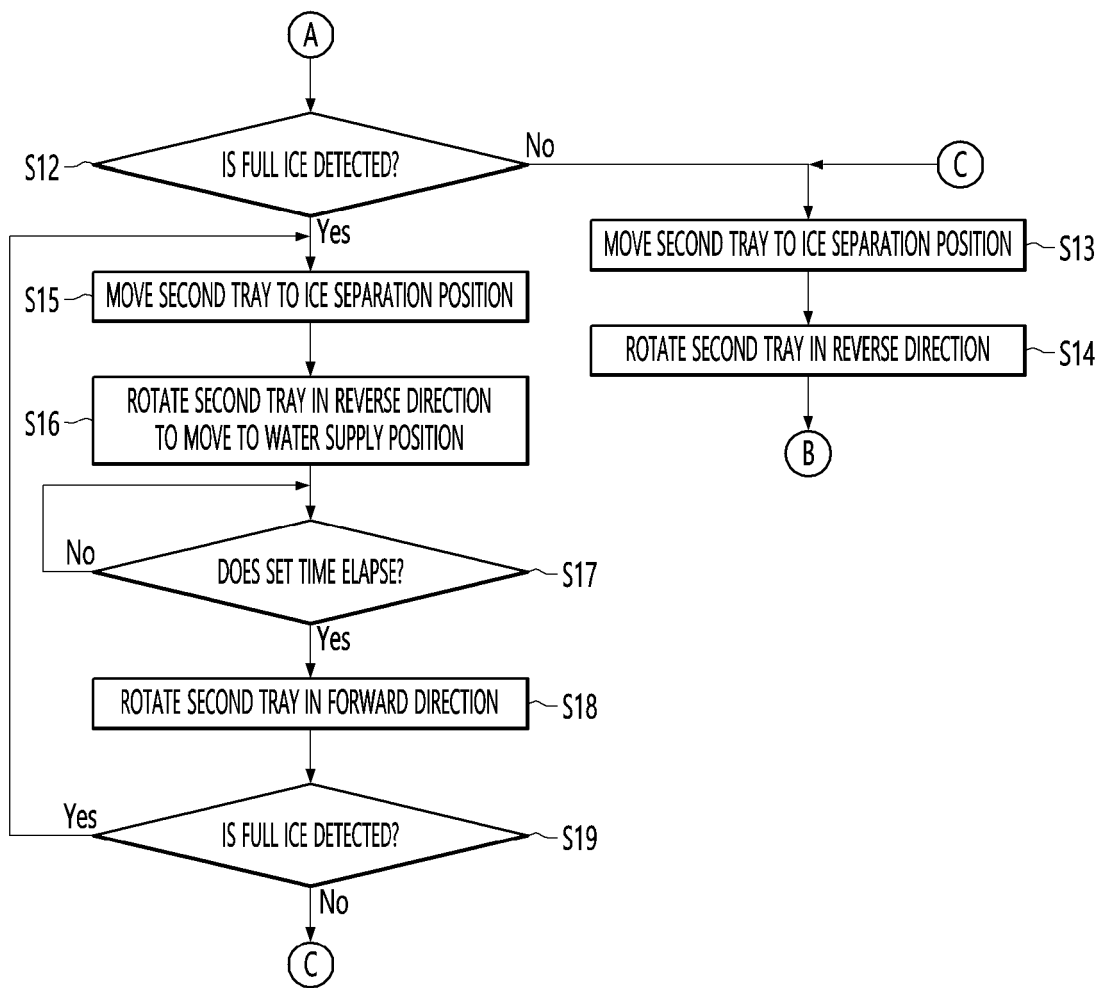 A
S12
IS FULL ICE DETECTED?
No
C
Yes
MOVE SECOND TRAY TO ICE SEPARATION POSITION
S13
S15
MOVE SECOND TRAY TO ICE SEPARATION POSITION
ROTATE SECOND TRAY IN REVERSE DIRECTION
S14
S16
ROTATE SECOND TRAY IN REVERSE DIRECTION
TO MOVE TO WATER SUPPLY POSITION
B
No
DOES SET TIME ELAPSE?
S17
Yes
ROTATE SECOND TRAY IN FORWARD DIRECTION
S18
Yes
IS FULL ICE DETECTED?
S19
No
C